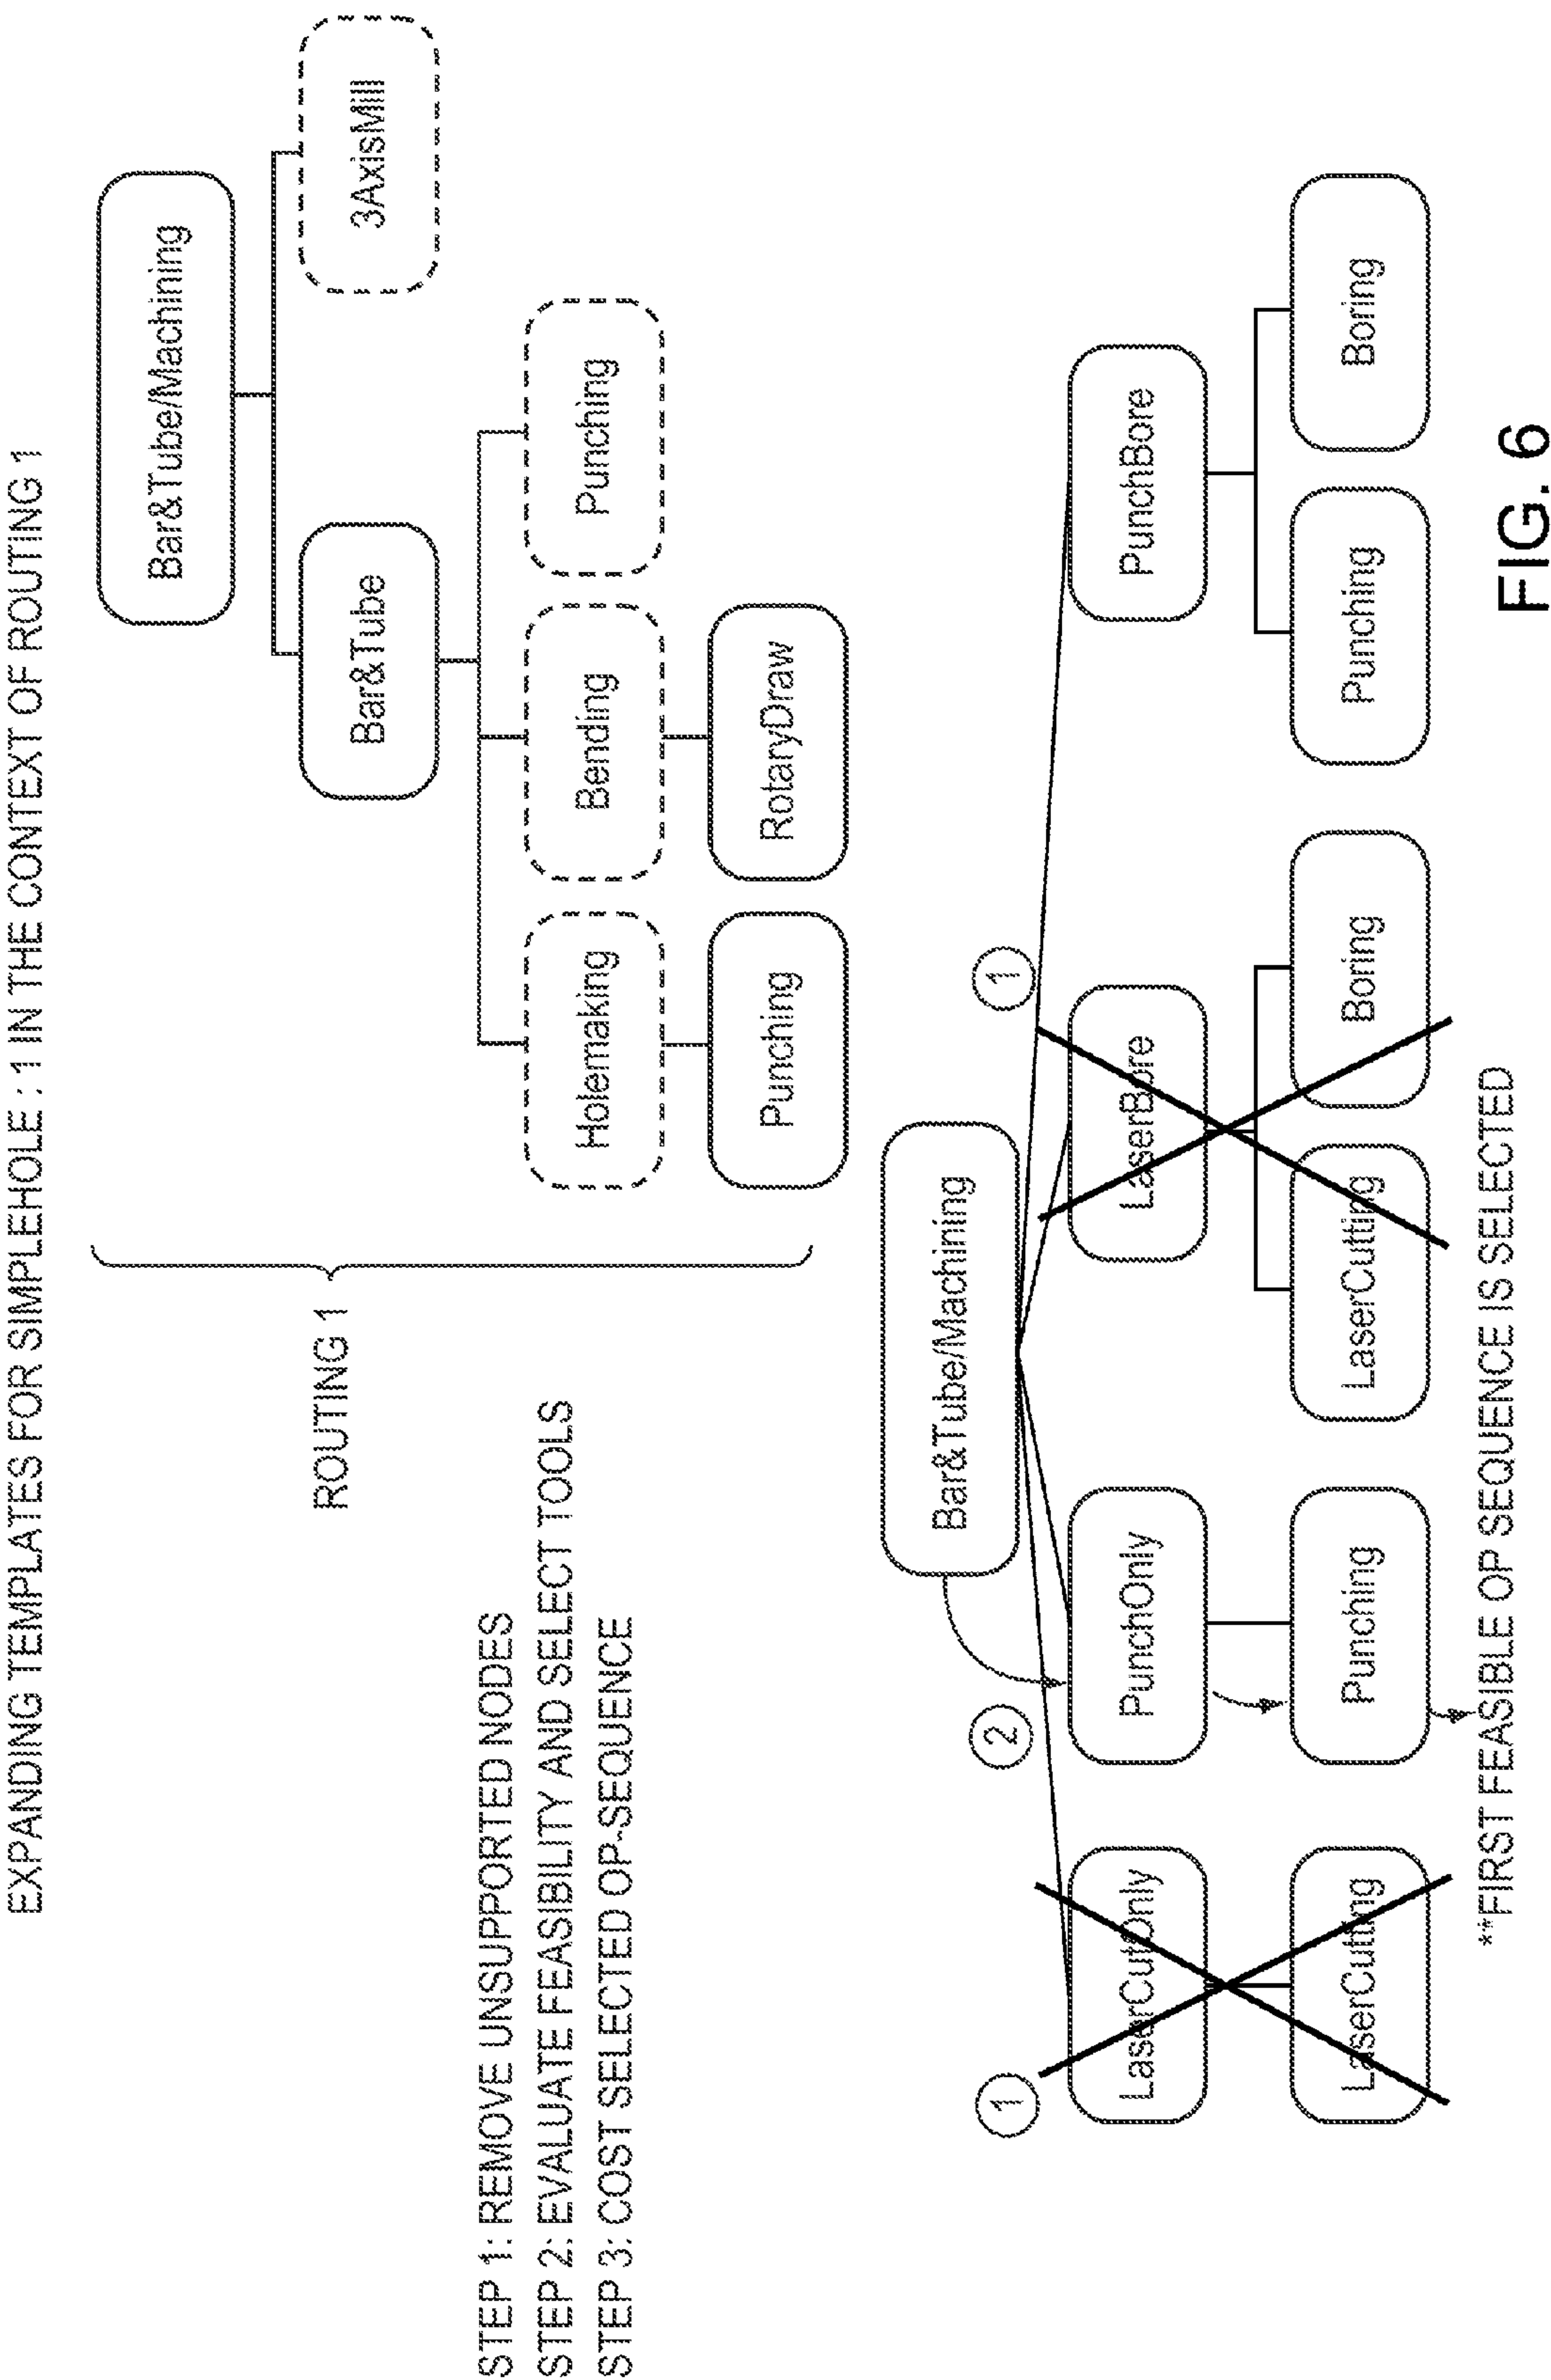 EXPANDING TEMPLATES FOR SIMPLEHOLE : 1 IN THE CONTEXT OF ROUTING 1
ROUTING 1
Bar&Tube/Machining
Bar&Tube
3AxisMill
Holemaking
Bending
Punching
Punching
RotaryDraw
STEP 1: REMOVE UNSUPPORTED NODES
STEP 2: EVALUATE FEASIBILITY AND SELECT TOOLS
STEP 3: COST SELECTED OP-SEQUENCE
Bar&Tube/Machining
1
2
1
LaserCutOnly
PunchOnly
LaserBore
PunchBore
LaserCutting
Punching
LaserCutting
Boring
Punching
Boring
**FIRST FEASIBLE OP SEQUENCE IS SELECTED
FIG. 6